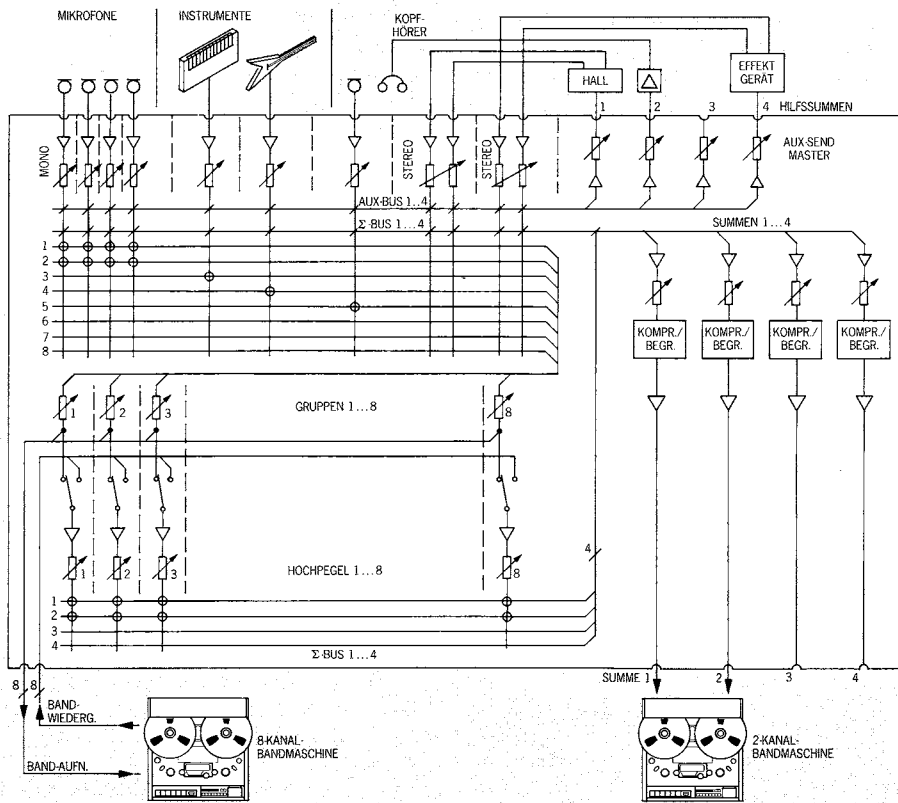 MIKROFONE
INSTRUMENTE
KOPF-
HÖRER
HALL
EFFEKT
GERÄT
1
2
3
4
HILFSSUMMEN
MONO
STEREO
STEREO
AUX-SEND
MASTER
AUX-BUS 1...4
Σ-BUS 1...4
SUMMEN 1...4
1
2
3
4
5
6
7
8
KOMPR./
BEGR.
KOMPR./
BEGR.
KOMPR./
BEGR.
KOMPR./
BEGR.
1
2
3
GRUPPEN 1...8
8
4
1
2
3
HOCHPEGEL 1...8
8
1
2
3
4
Σ-BUS 1...4
SUMME 1
2
3
4
8
8
BAND-
WIEDERG.
BAND-AUFN.
8-KANAL-
BANDMASCHINE
2-KANAL-
BANDMASCHINE